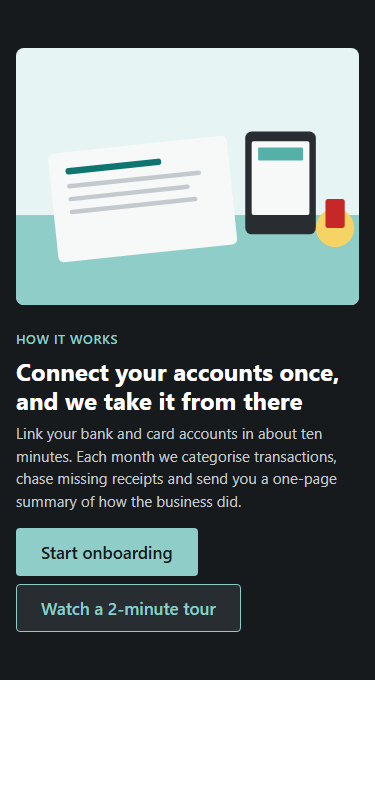 HOW IT WORKS
Connect your accounts once,
and we take it from there
Link your bank and card accounts in about ten
minutes. Each month we categorise transactions,
chase missing receipts and send you a one-page
summary of how the business did.
Start onboarding
Watch a 2-minute tour